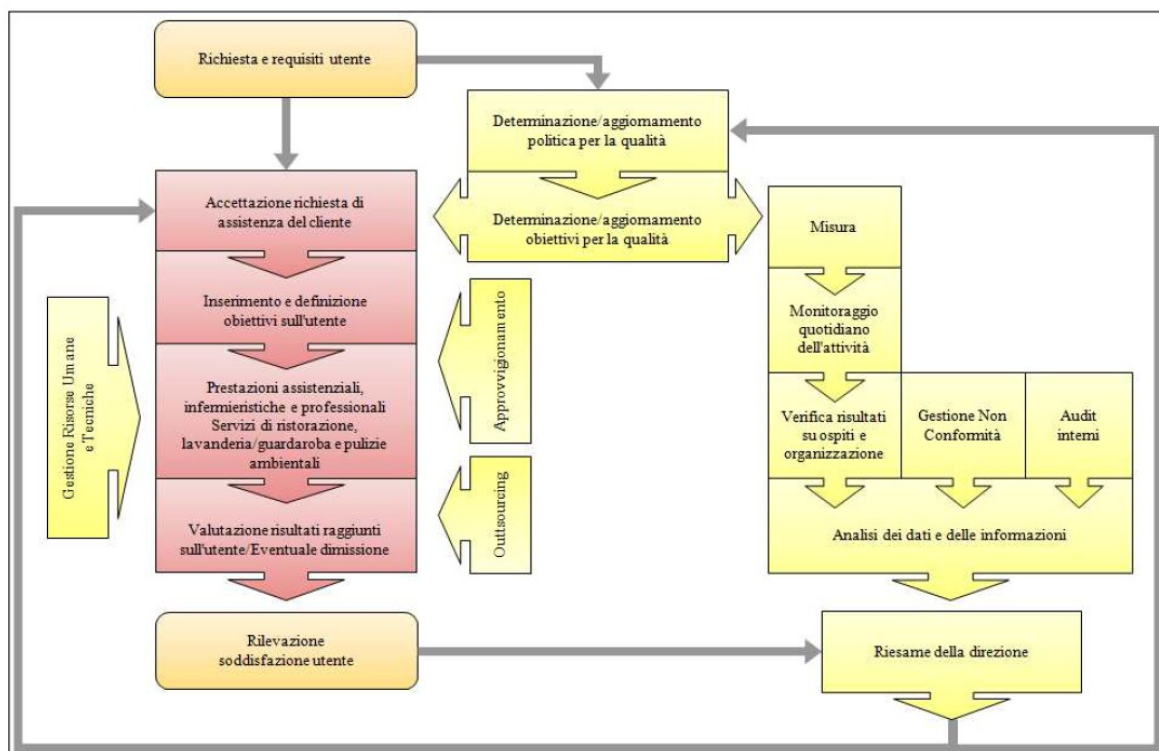 Richiesta e requisiti utente
Determinazione/aggiornamento
politica per la qualità
Accettazione richiesta di
assistenza del cliente
Determinazione/aggiornamento
obiettivi per la qualità
Misura
Inserimento e definizione
obiettivi sull'utente
Monitoraggio
quotidiano
dell'attività
Gestione Risorse Umane
e Tecniche
Approvvigionamento
Prestazioni assistenziali,
infermieristiche e professionali
Servizi di ristorazione,
lavanderia/guardaroba e pulizie
ambientali
Verifica risultati
su ospiti e
organizzazione
Gestione Non
Conformità
Audit
interni
Outtsourcing
Valutazione risultati raggiunti
sull'utente/Eventuale dimissione
Analisi dei dati e delle informazioni
Rilevazione
soddisfazione utente
Riesame della direzione